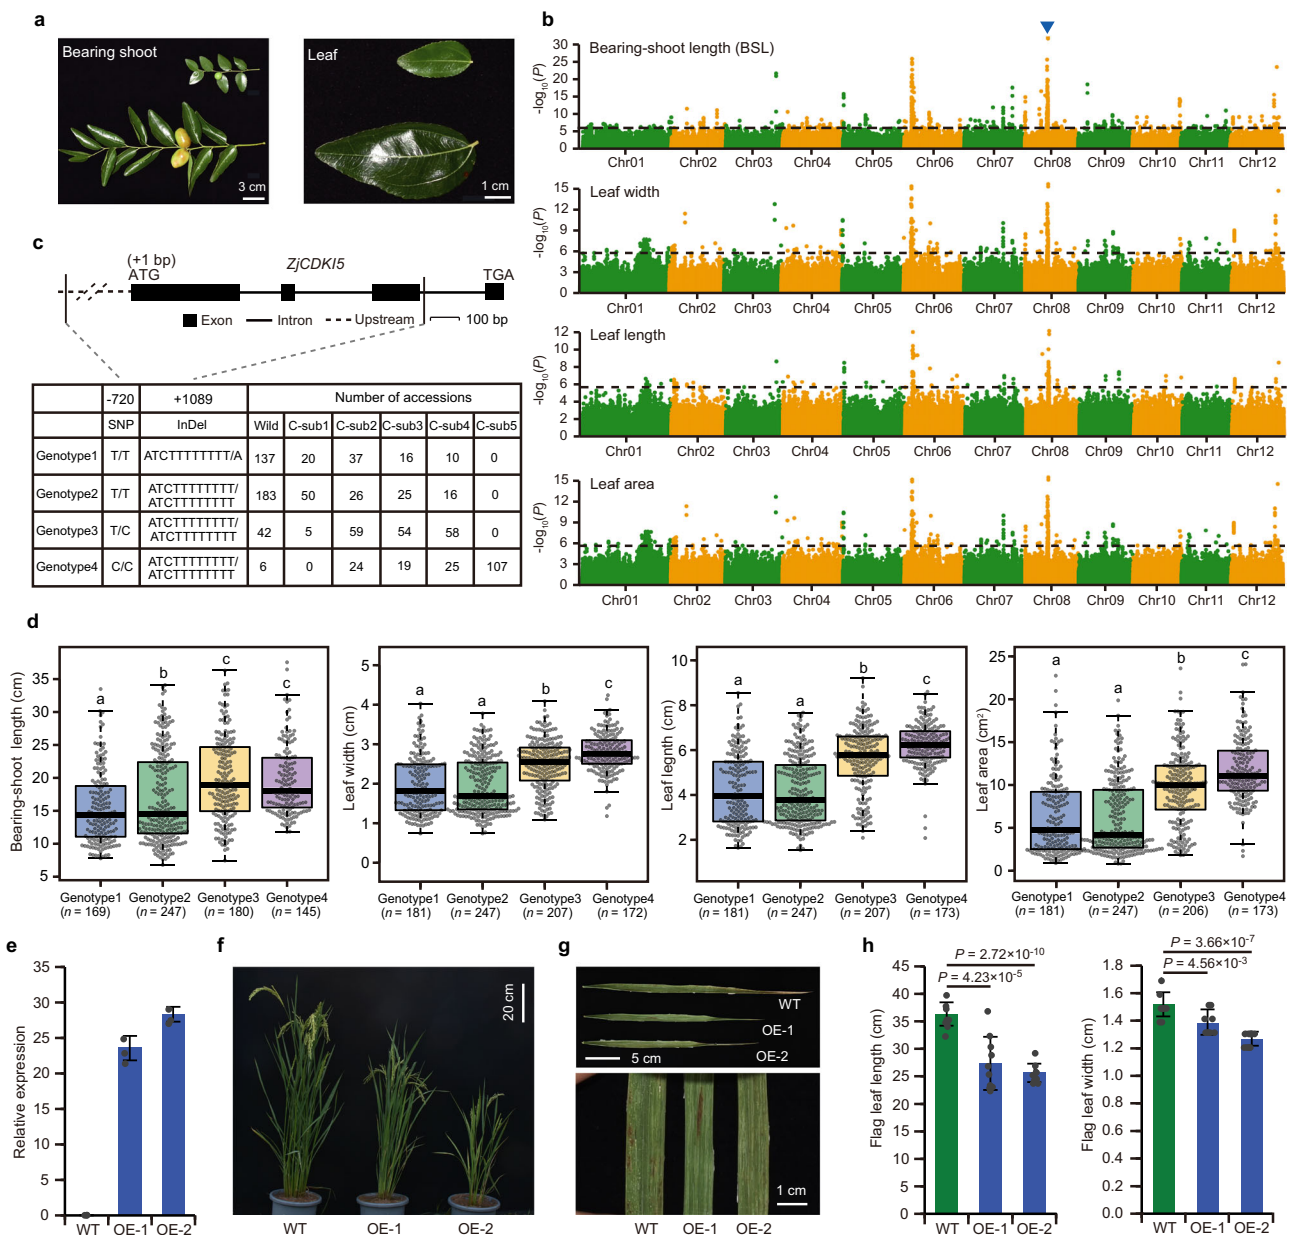 a
Bearing shoot
3 cm
Leaf
1 cm
b
Bearing-shoot length (BSL)
-log10(P)
30
25
20
15
10
5
0
Chr01 Chr02 Chr03 Chr04 Chr05 Chr06 Chr07 Chr08 Chr09 Chr10 Chr11 Chr12
Leaf width
-log10(P)
15
12
9
6
3
0
Chr01 Chr02 Chr03 Chr04 Chr05 Chr06 Chr07 Chr08 Chr09 Chr10 Chr11 Chr12
Leaf length
-log10(P)
12
10
8
6
4
2
0
Chr01 Chr02 Chr03 Chr04 Chr05 Chr06 Chr07 Chr08 Chr09 Chr10 Chr11 Chr12
Leaf area
-log10(P)
15
12
9
6
3
0
Chr01 Chr02 Chr03 Chr04 Chr05 Chr06 Chr07 Chr08 Chr09 Chr10 Chr11 Chr12
c
(+1 bp)
ATG
ZjCDKI5
TGA
Exon Intron Upstream 100 bp
-720 +1089 Number of accessions
SNP InDel Wild C-sub1 C-sub2 C-sub3 C-sub4 C-sub5
Genotype1 T/T ATCTTTTTTTT/A 137 20 37 16 10 0
Genotype2 T/T ATCTTTTTTTT/
ATCTTTTTTTT 183 50 26 25 16 0
Genotype3 T/C ATCTTTTTTTT/
ATCTTTTTTTT 42 5 59 54 58 0
Genotype4 C/C ATCTTTTTTTT/
ATCTTTTTTTT 6 0 24 19 25 107
d
Bearing-shoot length (cm)
35
30
25
20
15
10
5
a b c c
Genotype1 Genotype2 Genotype3 Genotype4
(n = 169) (n = 247) (n = 180) (n = 145)
Leaf width (cm)
5
4
3
2
1
0
a a b c
Genotype1 Genotype2 Genotype3 Genotype4
(n = 181) (n = 247) (n = 207) (n = 172)
Leaf length (cm)
10
8
6
4
2
a a b c
Genotype1 Genotype2 Genotype3 Genotype4
(n = 181) (n = 247) (n = 207) (n = 173)
Leaf area (cm2)
25
20
15
10
5
0
a a b c
Genotype1 Genotype2 Genotype3 Genotype4
(n = 181) (n = 247) (n = 206) (n = 173)
e
Relative expression
35
30
25
20
15
10
5
0
WT OE-1 OE-2
f
20 cm
WT OE-1 OE-2
g
WT
OE-1
OE-2
5 cm
1 cm
WT OE-1 OE-2
h
Flag leaf length (cm)
P = 2.72×10-10
P = 4.23×10-5
45
40
35
30
25
20
15
10
5
0
WT OE-1 OE-2
Flag leaf width (cm)
P = 3.66×10-7
P = 4.56×10-3
1.8
1.6
1.4
1.2
1.0
0.8
0.6
0.4
0.2
0.0
WT OE-1 OE-2